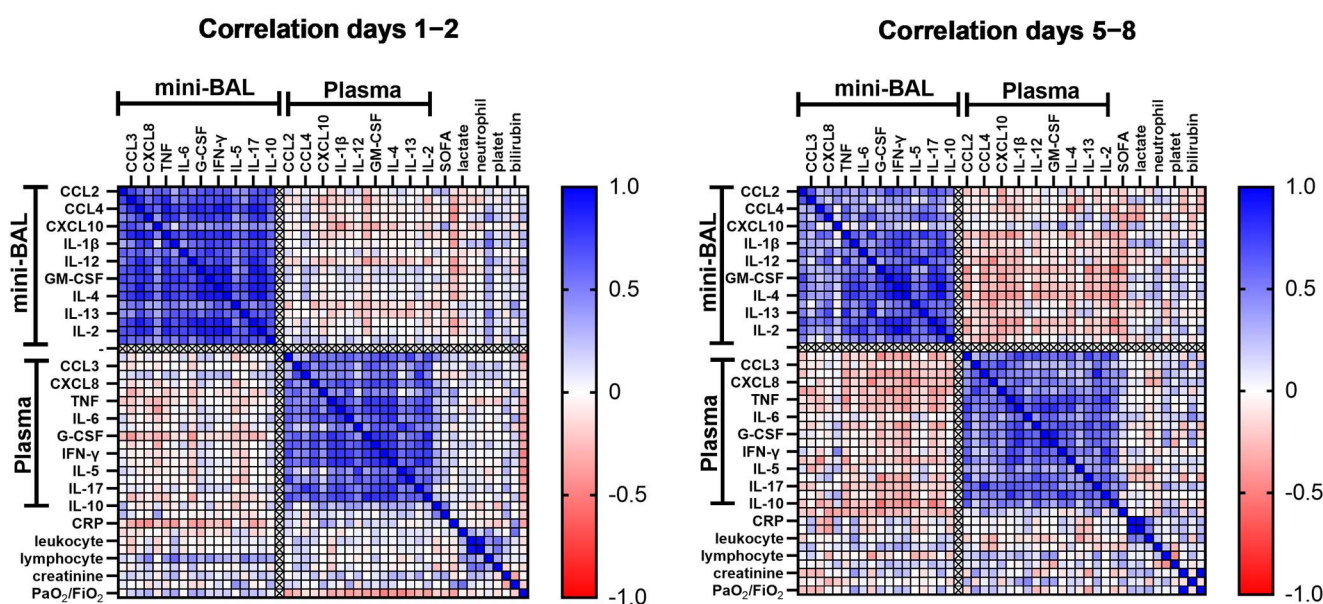 Correlation days 1–2
mini-BAL
Plasma
CCL3
CXCL8
TNF
IL-6
G-CSF
IFN-γ
IL-5
IL-17
IL-10
CCL2
CCL4
CXCL10
IL-1β
IL-12
GM-CSF
IL-4
IL-13
IL-2
SOFA
lactate
neutrophil
platet
bilirubin
mini-BAL
CCL2
CCL4
CXCL10
IL-1β
IL-12
GM-CSF
IL-4
IL-13
IL-2
-
Plasma
CCL3
CXCL8
TNF
IL-6
G-CSF
IFN-γ
IL-5
IL-17
IL-10
CRP
leukocyte
lymphocyte
creatinine
PaO₂/FiO₂
1.0
0.5
0
-0.5
-1.0
Correlation days 5–8
mini-BAL
Plasma
CCL3
CXCL8
TNF
IL-6
G-CSF
IFN-γ
IL-5
IL-17
IL-10
CCL2
CCL4
CXCL10
IL-1β
IL-12
GM-CSF
IL-4
IL-13
IL-2
SOFA
lactate
neutrophil
platet
bilirubin
mini-BAL
CCL2
CCL4
CXCL10
IL-1β
IL-12
GM-CSF
IL-4
IL-13
IL-2
-
Plasma
CCL3
CXCL8
TNF
IL-6
G-CSF
IFN-γ
IL-5
IL-17
IL-10
CRP
leukocyte
lymphocyte
creatinine
PaO₂/FiO₂
1.0
0.5
0
-0.5
-1.0